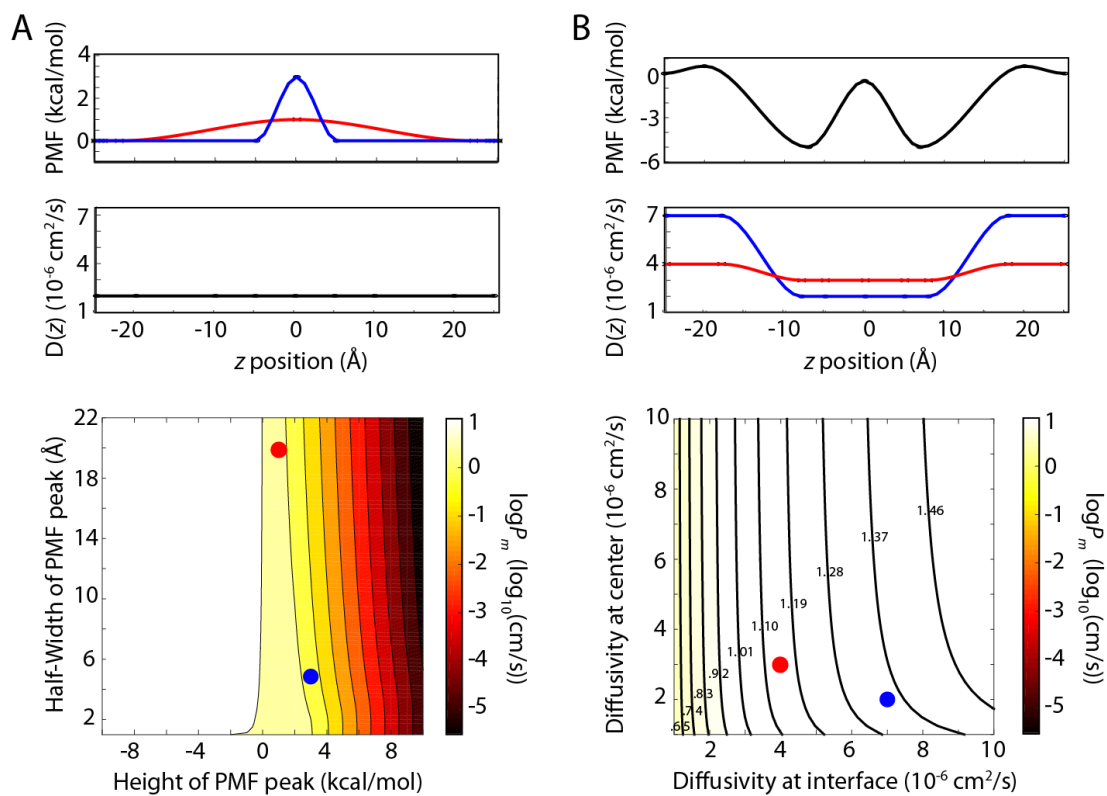 A
PMF (kcal/mol)
4
3
2
1
0
D(z) (10⁻⁶ cm²/s)
7
4
1
-20 -10 0 10 20
z position (Å)
B
PMF (kcal/mol)
0
-3
-6
D(z) (10⁻⁶ cm²/s)
7
4
1
-20 -10 0 10 20
z position (Å)
Half-Width of PMF peak (Å)
22
18
14
10
6
2
-8 -4 0 4 8
Height of PMF peak (kcal/mol)
1
0
-1
-2
-3
-4
-5
logPm (log10(cm/s))
Diffusivity at center (10⁻⁶ cm²/s)
10
8
6
4
2
.65
.74
.83
.92
1.01
1.10
1.19
1.28
1.37
1.46
2 4 6 8 10
Diffusivity at interface (10⁻⁶ cm²/s)
1
0
-1
-2
-3
-4
-5
logPm (log10(cm/s))